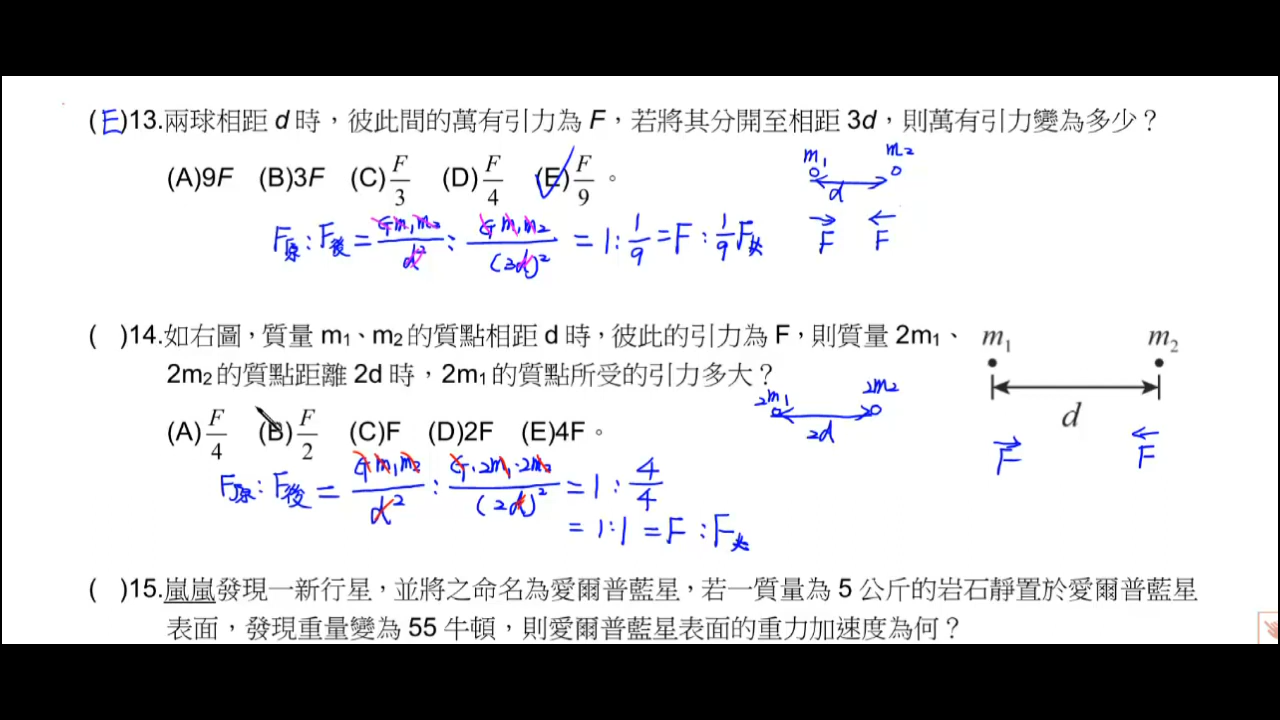 (E)13.兩球相距 d 時，彼此間的萬有引力為 F，若將其分開至相距 3d，則萬有引力變為多少？
m₁ m₂
d
(A)9F (B)3F (C)F/3 (D)F/4 (E)F/9。
F原 : F後 = Gm₁m₂/d² : Gm₁m₂/(3d)² = 1 : 1/9 = F : 1/9 F
F F
( )14.如右圖，質量 m₁、m₂ 的質點相距 d 時，彼此的引力為 F，則質量 2m₁、
2m₂ 的質點距離 2d 時，2m₁ 的質點所受的引力多大？
m₁ m₂
d
F F
2m₁ 2m₂
2d
(A)F/4 (B)F/2 (C)F (D)2F (E)4F。
F原 : F後 = Gm₁m₂/d² : G·2m₁·2m₂/(2d)² = 1 : 4/4
= 1:1 = F : F
( )15.嵐嵐發現一新行星，並將之命名為愛爾普藍星，若一質量為 5 公斤的岩石靜置於愛爾普藍星
表面，發現重量變為 55 牛頓，則愛爾普藍星表面的重力加速度為何？